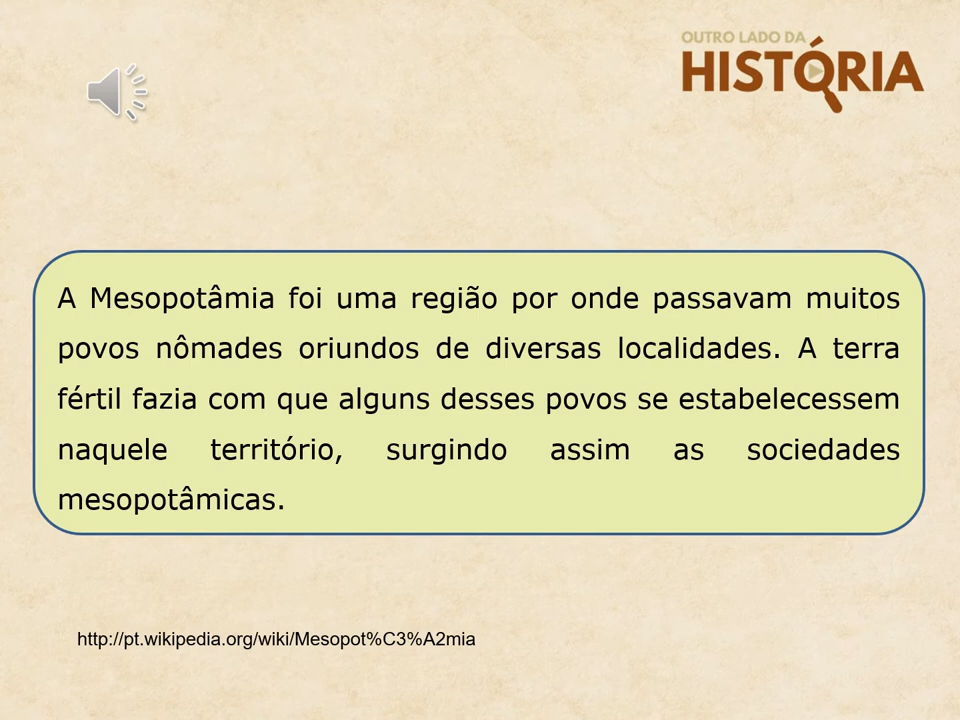 OUTRO LADO DA
HISTÓRIA
A Mesopotâmia foi uma região por onde passavam muitos
povos nômades oriundos de diversas localidades. A terra
fértil fazia com que alguns desses povos se estabelecessem
naquele território, surgindo assim as sociedades
mesopotâmicas.
http://pt.wikipedia.org/wiki/Mesopot%C3%A2mia